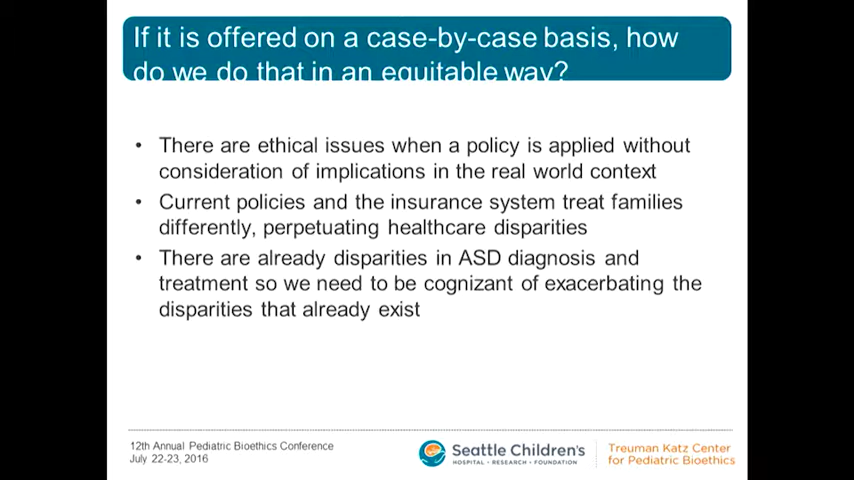 If it is offered on a case-by-case basis, how
do we do that in an equitable way?
• There are ethical issues when a policy is applied without
consideration of implications in the real world context
• Current policies and the insurance system treat families
differently, perpetuating healthcare disparities
• There are already disparities in ASD diagnosis and
treatment so we need to be cognizant of exacerbating the
disparities that already exist
12th Annual Pediatric Bioethics Conference
July 22-23, 2016
Seattle Children's
HOSPITAL • RESEARCH • FOUNDATION
Treuman Katz Center
for Pediatric Bioethics